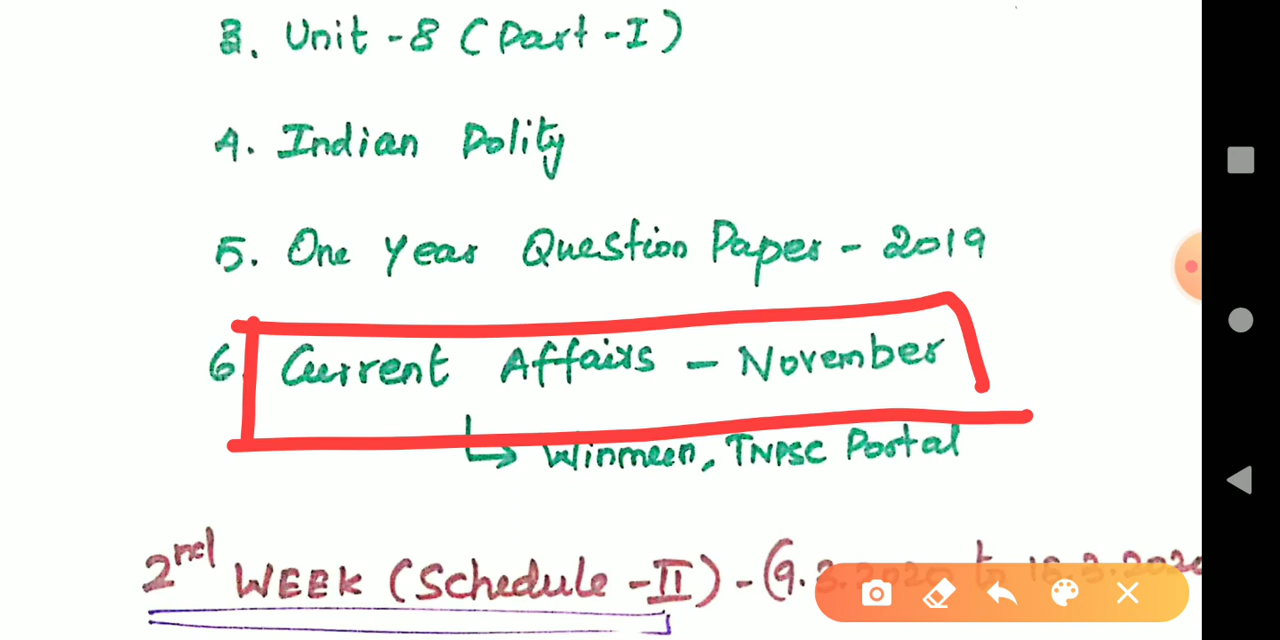 3. Unit -8 (Part -I)
4. Indian Polity
5. One Year Question Paper - 2019
6. Current Affairs - November
Winmeen, TNPSC Portal
2nd WEEK (Schedule -II) - (9.3.2020 to